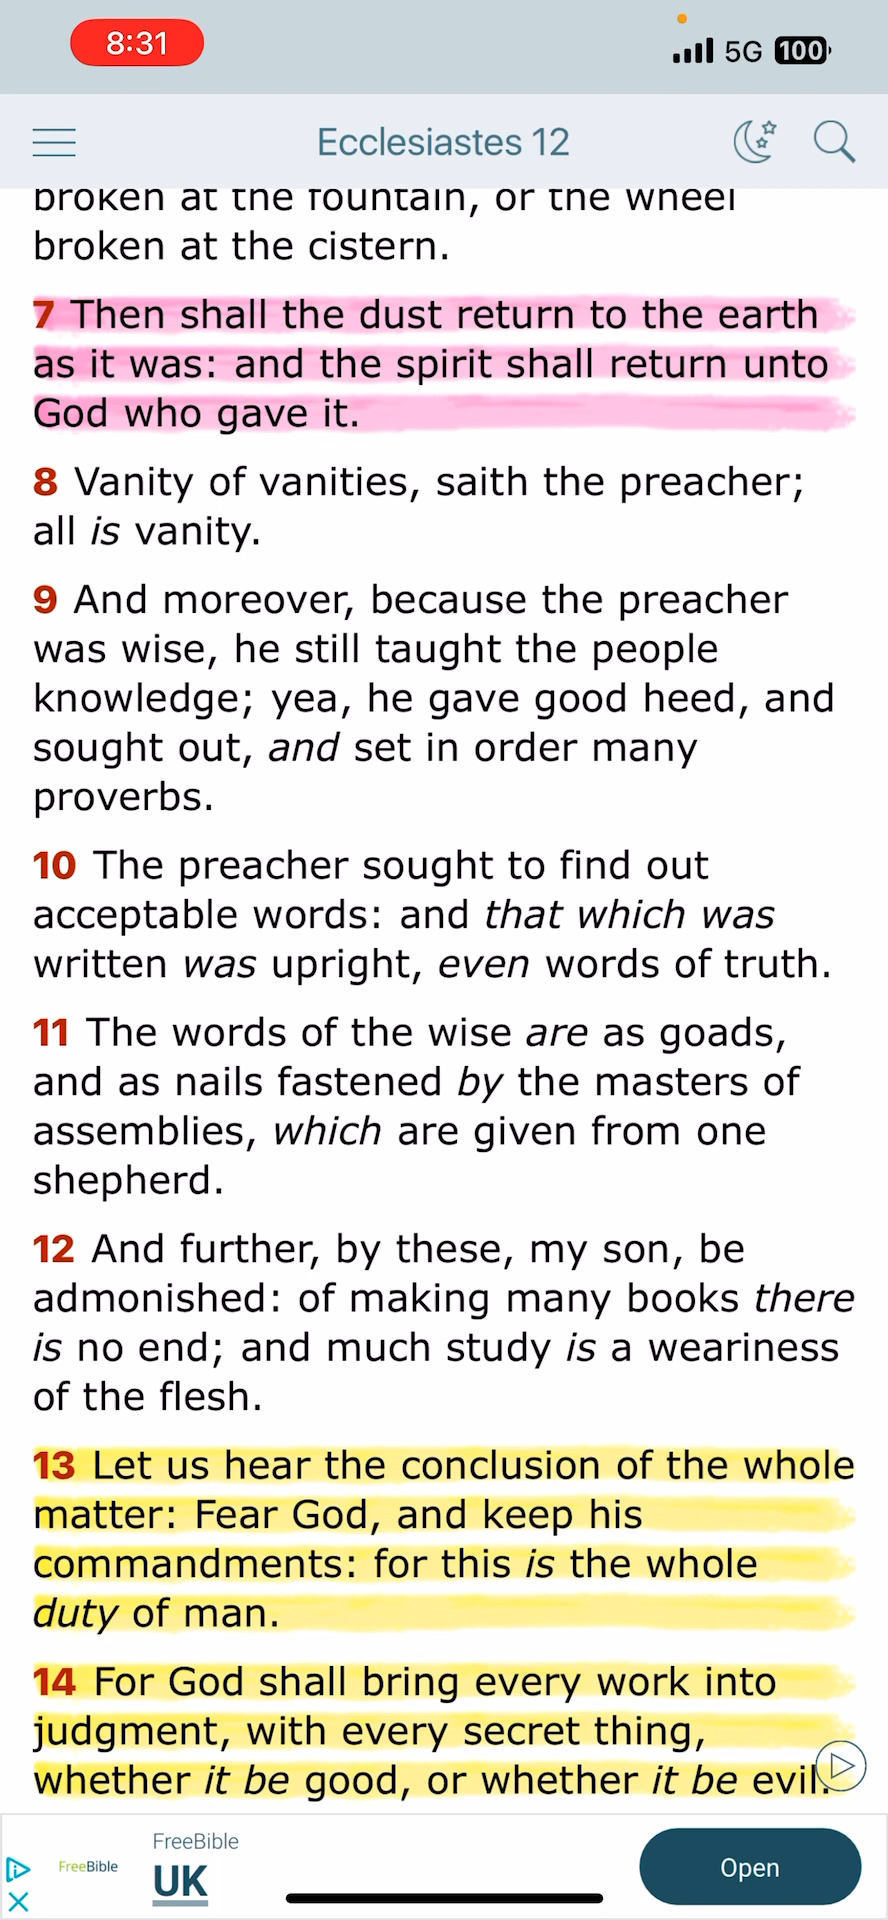 8:31
5G 100
Ecclesiastes 12
broken at the fountain, or the wheel
broken at the cistern.
7 Then shall the dust return to the earth
as it was: and the spirit shall return unto
God who gave it.
8 Vanity of vanities, saith the preacher;
all is vanity.
9 And moreover, because the preacher
was wise, he still taught the people
knowledge; yea, he gave good heed, and
sought out, and set in order many
proverbs.
10 The preacher sought to find out
acceptable words: and that which was
written was upright, even words of truth.
11 The words of the wise are as goads,
and as nails fastened by the masters of
assemblies, which are given from one
shepherd.
12 And further, by these, my son, be
admonished: of making many books there
is no end; and much study is a weariness
of the flesh.
13 Let us hear the conclusion of the whole
matter: Fear God, and keep his
commandments: for this is the whole
duty of man.
14 For God shall bring every work into
judgment, with every secret thing,
whether it be good, or whether it be evil.
FreeBible
FreeBible
UK
Open